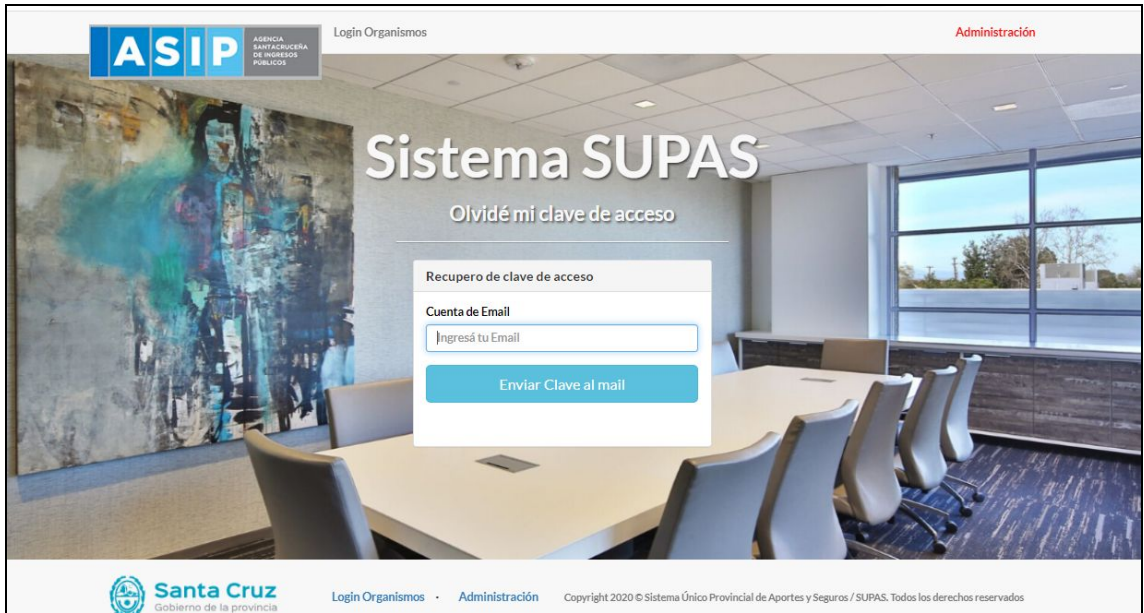 ASIP
AGENCIA
SANTACRUCEÑA
DE INGRESOS
PÚBLICOS
Login Organismos
Administración
Sistema SUPAS
Olvidé mi clave de acceso
Recupero de clave de acceso
Cuenta de Email
Ingresá tu Email
Enviar Clave al mail
Santa Cruz
Gobierno de la provincia
Login Organismos · Administración Copyright 2020 © Sistema Único Provincial de Aportes y Seguros / SUPAS. Todos los derechos reservados